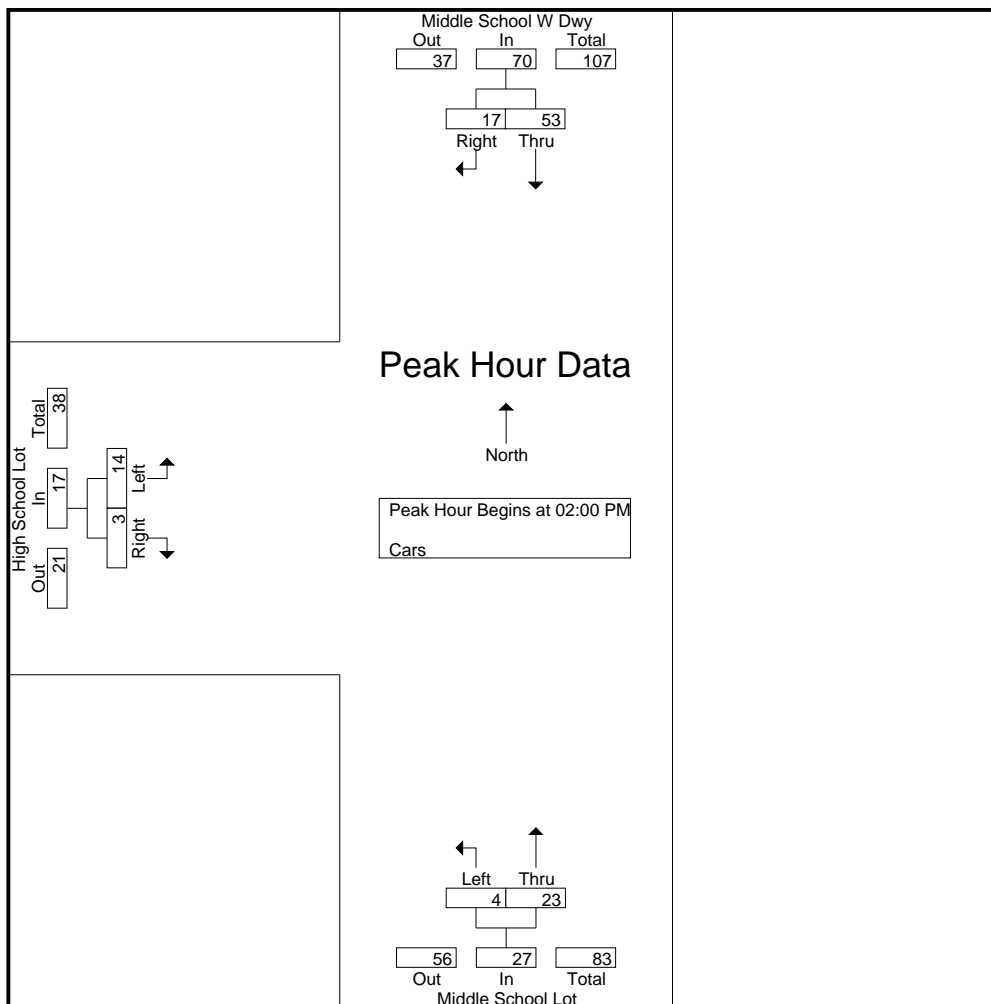 Middle School W Dwy
Out In Total
37 70 107
17 53
Right Thru
Peak Hour Data
North
Peak Hour Begins at 02:00 PM
Cars
High School Lot
Out In Total
21 17 38
Right Left
3 14
Left Thru
4 23
56 27 83
Out In Total
Middle School Lot